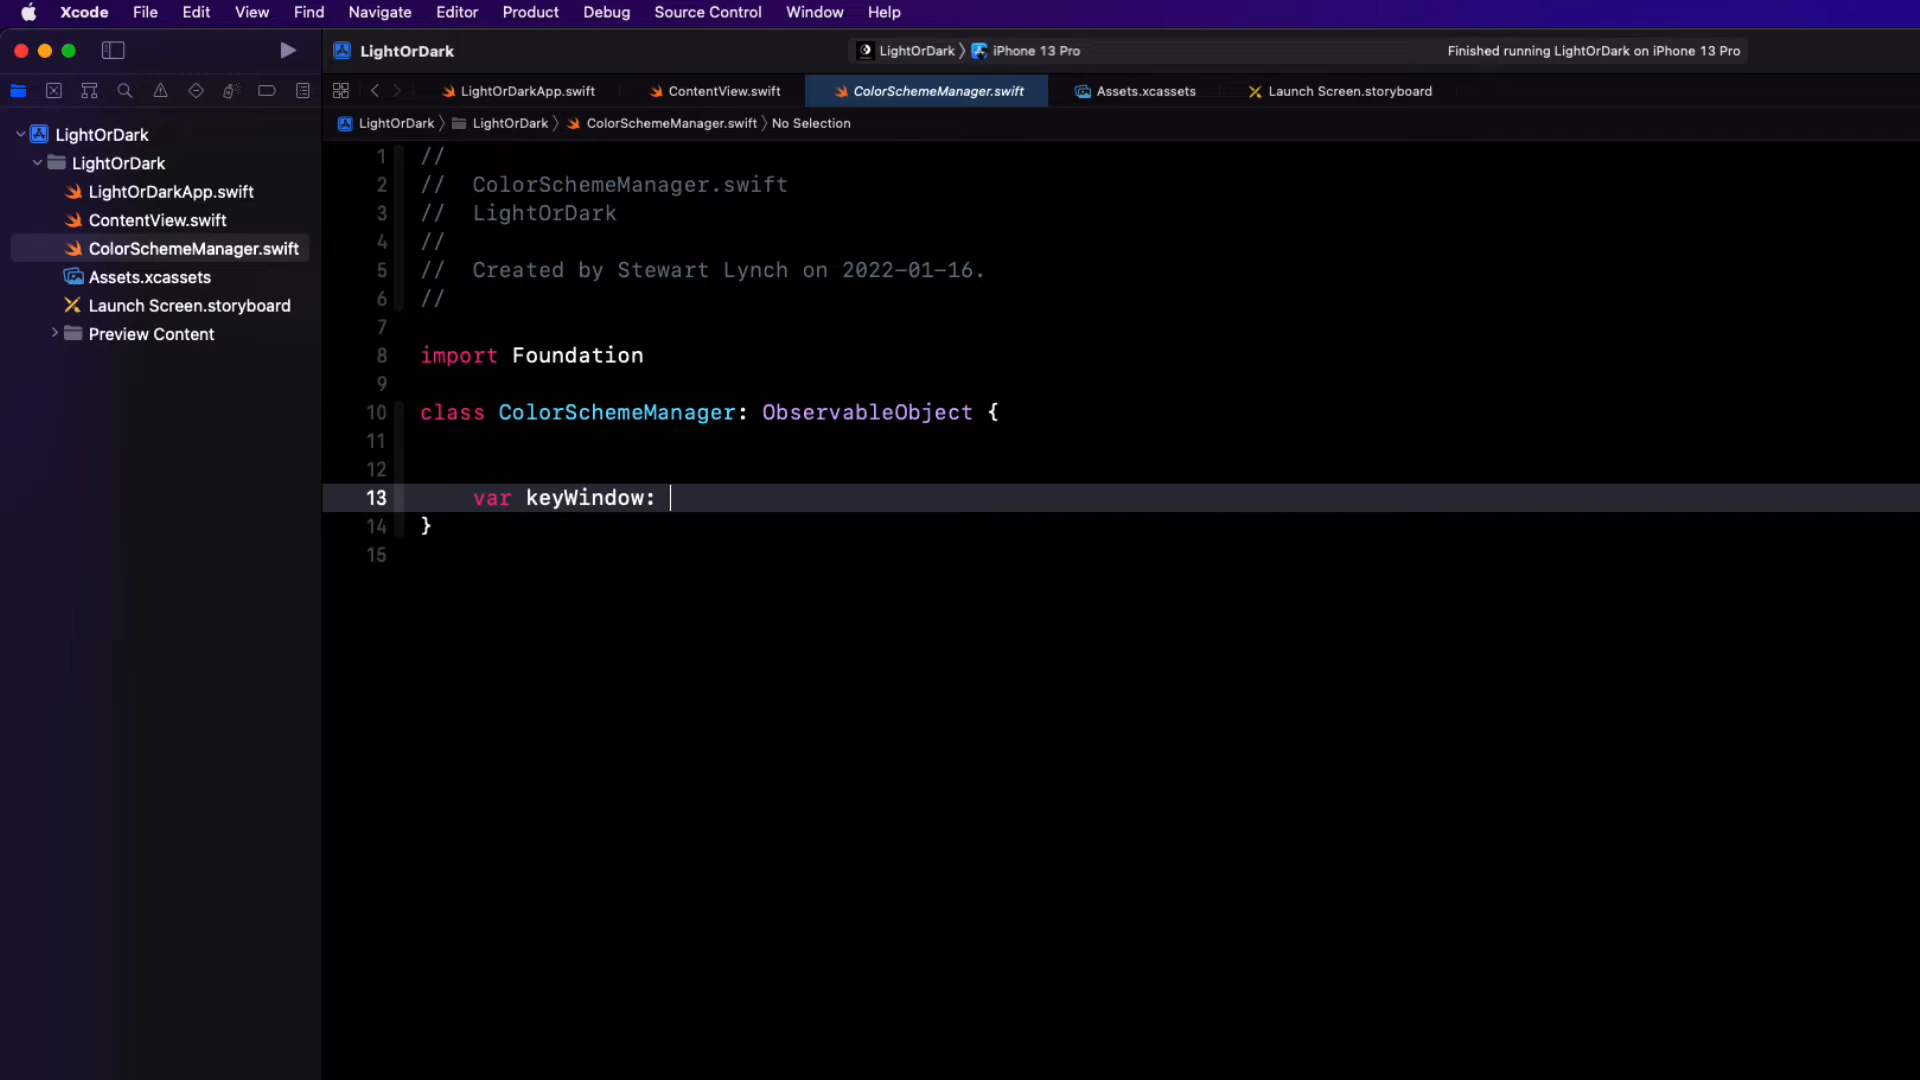 Xcode File Edit View Find Navigate Editor Product Debug Source Control Window Help
LightOrDark
LightOrDark 〉 iPhone 13 Pro
Finished running LightOrDark on iPhone 13 Pro
LightOrDarkApp.swift
ContentView.swift
ColorSchemeManager.swift
Assets.xcassets
Launch Screen.storyboard
LightOrDark 〉 LightOrDark 〉 ColorSchemeManager.swift 〉 No Selection
LightOrDark
LightOrDark
LightOrDarkApp.swift
ContentView.swift
ColorSchemeManager.swift
Assets.xcassets
Launch Screen.storyboard
Preview Content
1 //
2 //  ColorSchemeManager.swift
3 //  LightOrDark
4 //
5 //  Created by Stewart Lynch on 2022-01-16.
6 //
7
8 import Foundation
9
10 class ColorSchemeManager: ObservableObject {
11
12
13     var keyWindow:
14 }
15